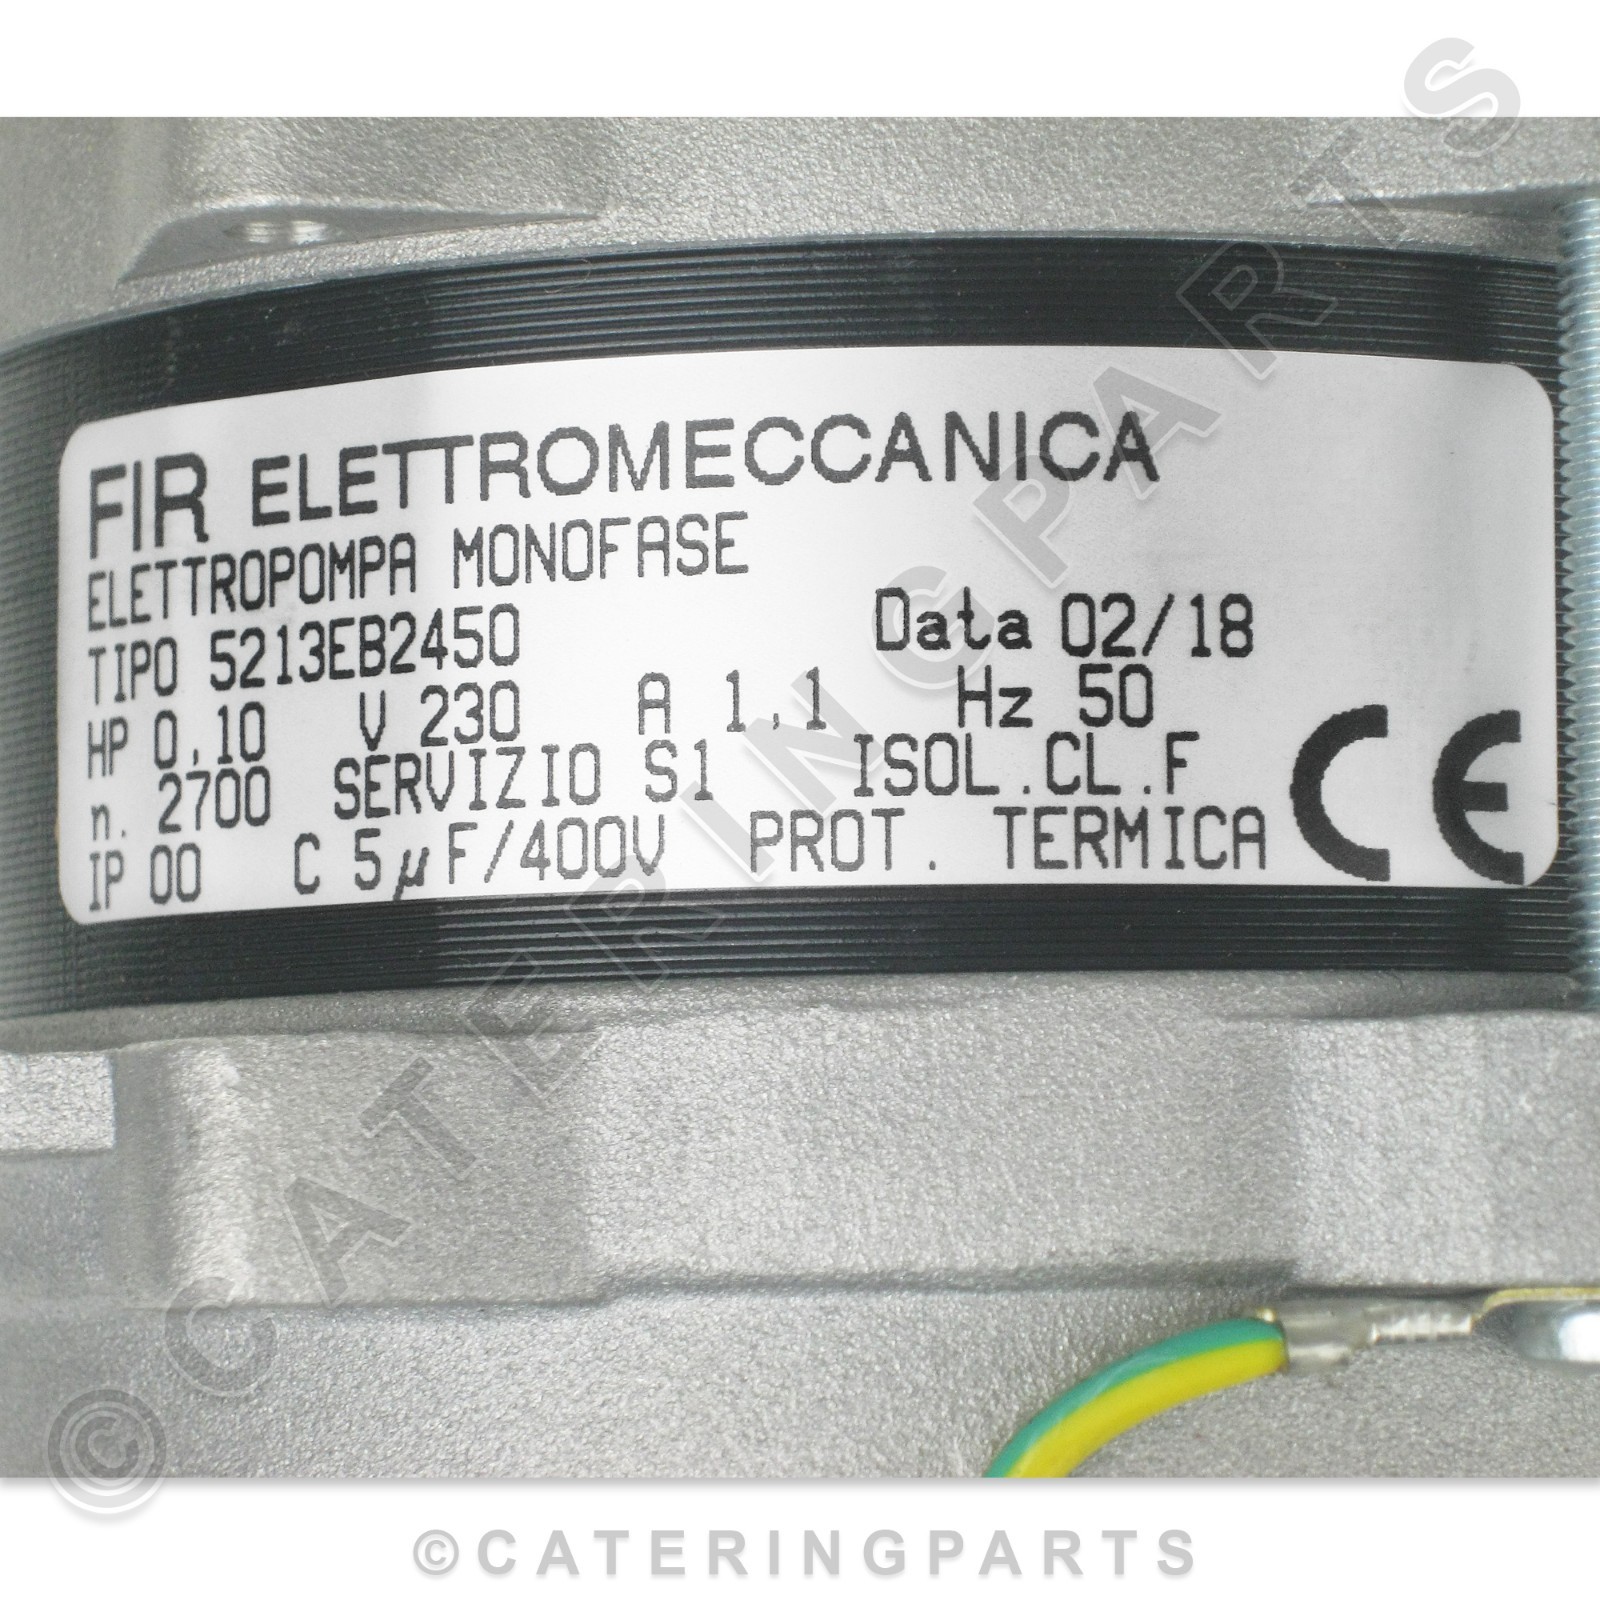 FIR ELETTROMECCANICA
ELETTROPOMPA MONOFASE
TIPO 5213EB2450 Data 02/18
HP 0,10 V 230 A 1,1 Hz 50
n. 2700 SERVIZIO S1 ISOL.CL.F
IP 00 C 5µF/400V PROT. TERMICA
CE
©CATERINGPARTS
©CATERINGPARTS